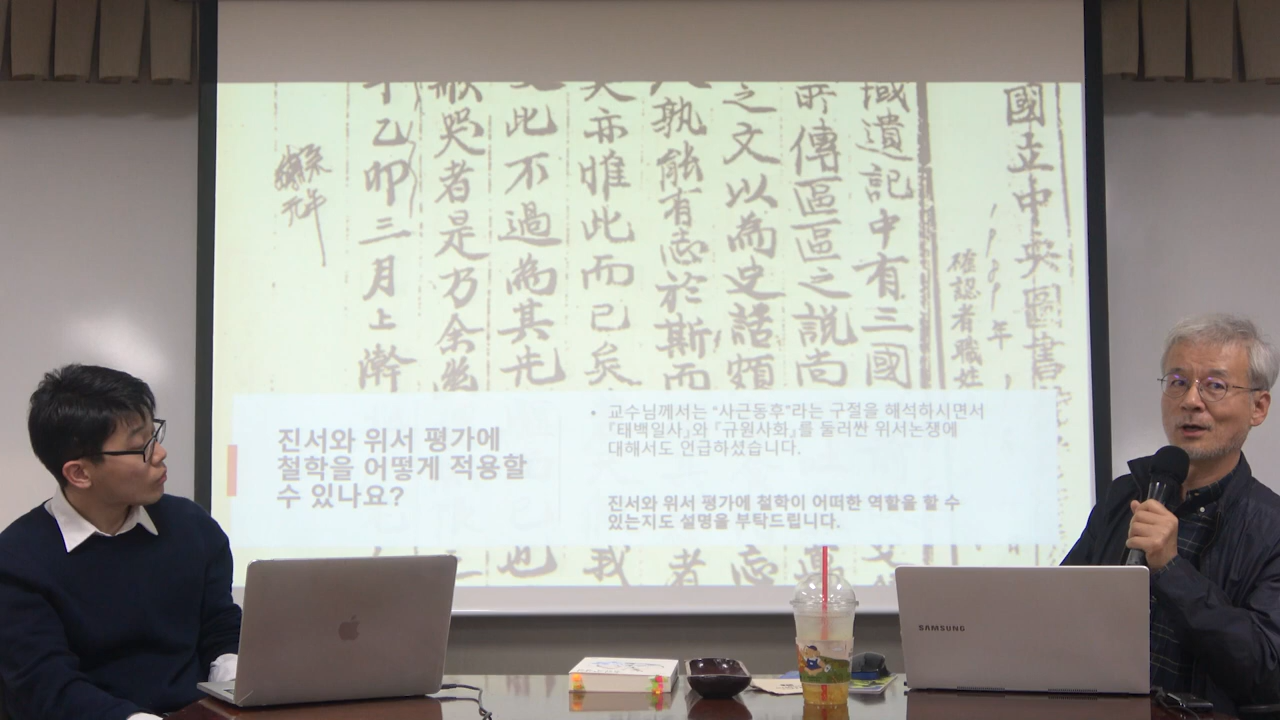 國立中央圖書
確認者職姓
域遺記中有三國
所傳區區之說尚
之文以為史話頗
孰能有志於斯而
者
亦惟此而已矣
我
此不過為其先
也
哭者是乃余
乙卯三月上澣
元年
진서와 위서 평가에
철학을 어떻게 적용할
수 있나요?
• 교수님께서는 “사근동후”라는 구절을 해석하시면서
『태백일사』와 『규원사화』를 둘러싼 위서논쟁에
대해서도 언급하셨습니다.
진서와 위서 평가에 철학이 어떠한 역할을 할 수
있는지도 설명을 부탁드립니다.
SAMSUNG